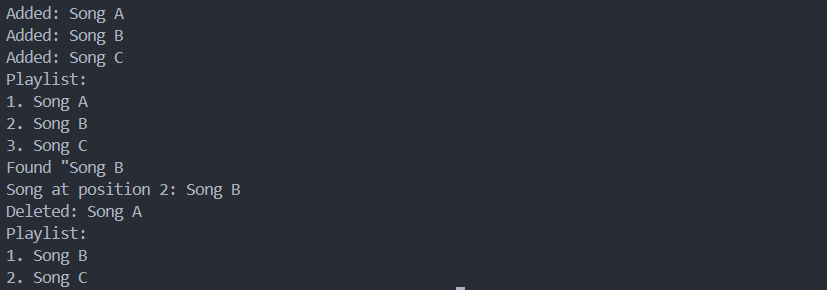 Added: Song A
Added: Song B
Added: Song C
Playlist:
1. Song A
2. Song B
3. Song C
Found "Song B
Song at position 2: Song B
Deleted: Song A
Playlist:
1. Song B
2. Song C